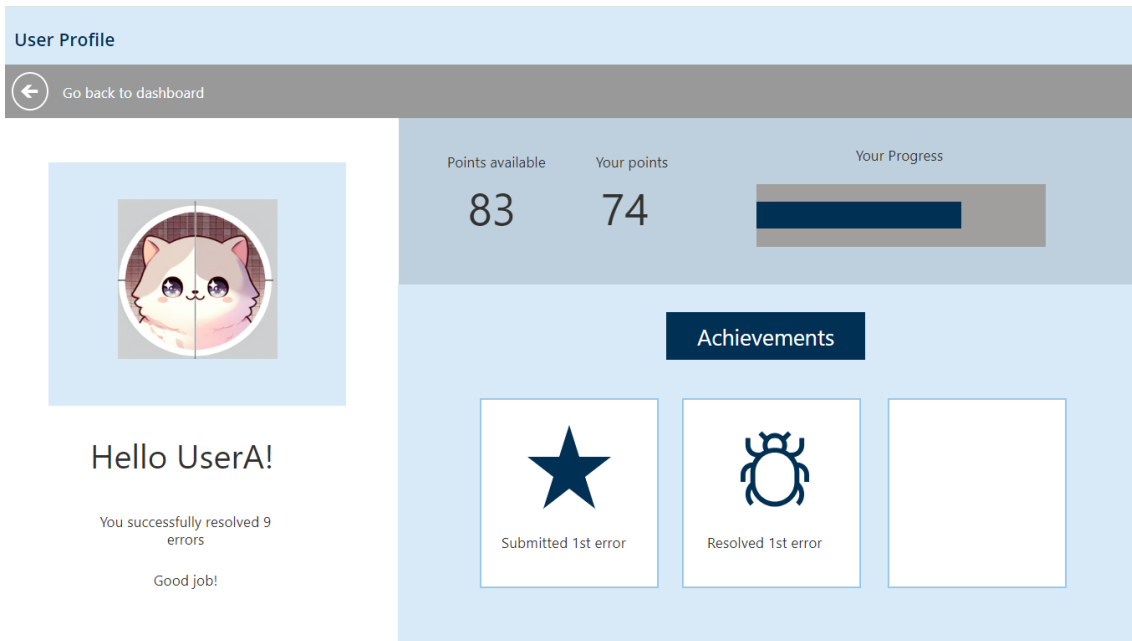 User Profile
Go back to dashboard
Points available
Your points
Your Progress
83
74
Achievements
Hello UserA!
You successfully resolved 9
errors
Good job!
Submitted 1st error
Resolved 1st error